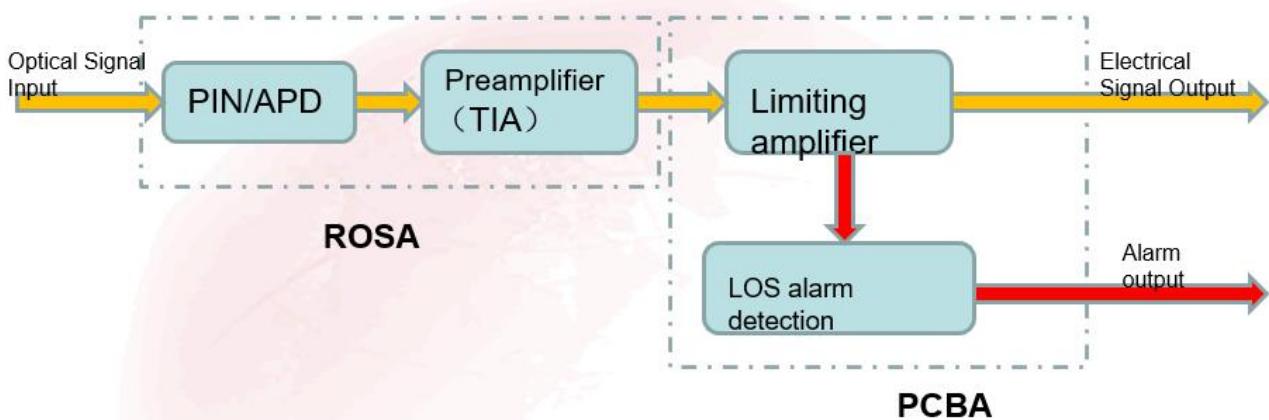 Optical Signal
Input
PIN/APD
Preamplifier
（TIA）
Limiting
amplifier
Electrical
Signal Output
ROSA
LOS alarm
detection
Alarm
output
PCBA